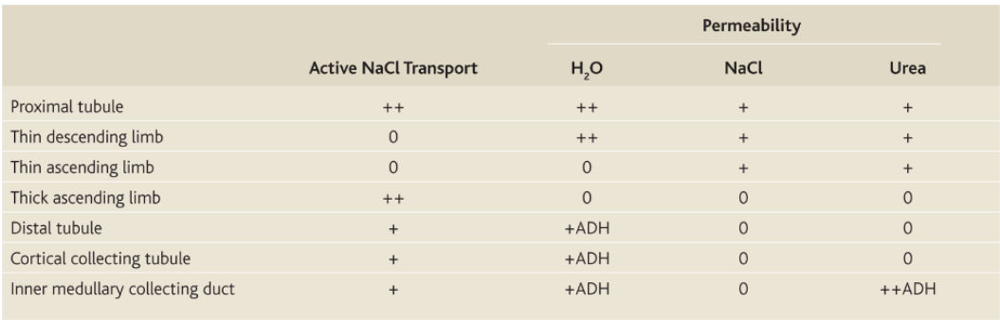 Permeability
Active NaCl Transport H₂O NaCl Urea
Proximal tubule ++ ++ + +
Thin descending limb 0 ++ + +
Thin ascending limb 0 0 + +
Thick ascending limb ++ 0 0 0
Distal tubule + +ADH 0 0
Cortical collecting tubule + +ADH 0 0
Inner medullary collecting duct + +ADH 0 ++ADH